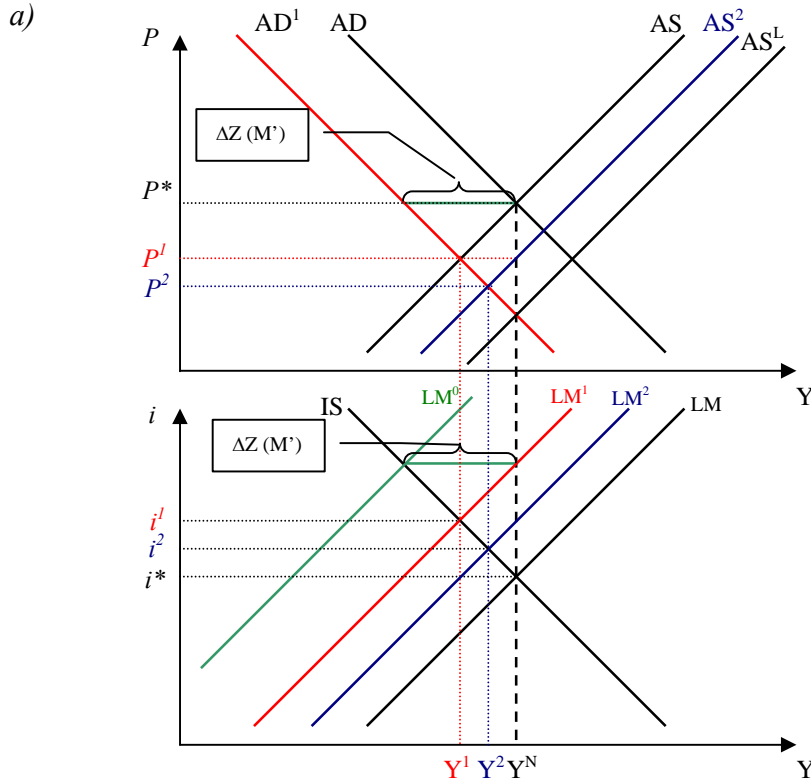 a)
P AD¹ AD AS AS² ASᴸ
ΔZ (M’)
P*
P¹
P²
Y
i IS LM⁰ LM¹ LM² LM
ΔZ (M’)
i¹
i²
i*
Y¹ Y² Yᴺ Y